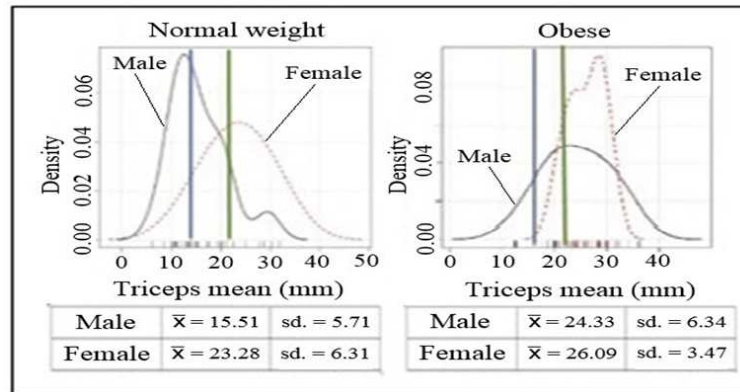 Normal weight
Male
Female
Density
0.00 0.02 0.04 0.06
0 10 20 30 40 50
Triceps mean (mm)
Male x̅ = 15.51 sd. = 5.71
Female x̅ = 23.28 sd. = 6.31
Obese
Female
Male
Density
0.00 0.04 0.08
0 10 20 30 40
Triceps mean (mm)
Male x̅ = 24.33 sd. = 6.34
Female x̅ = 26.09 sd. = 3.47